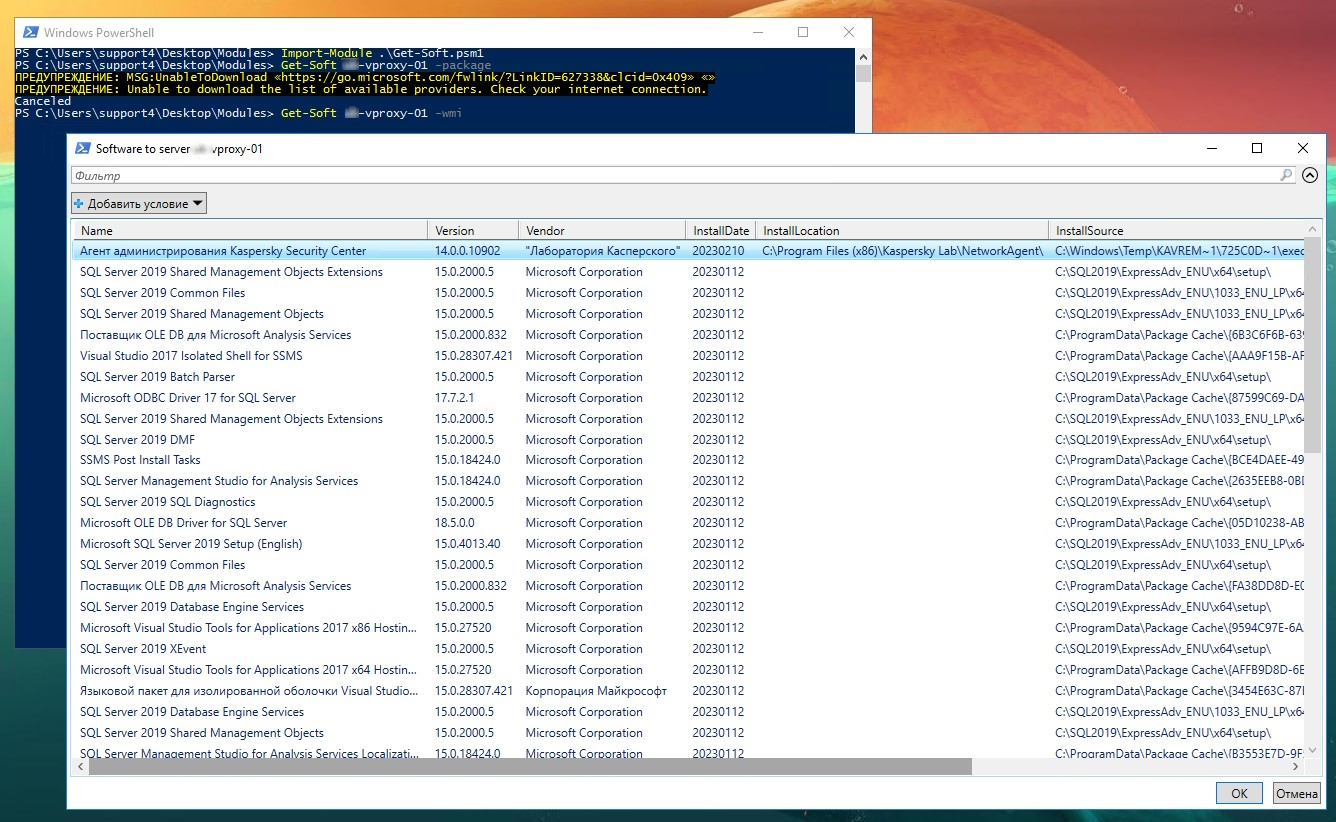 Windows PowerShell
PS C:\Users\support4\Desktop\Modules> Import-Module .\Get-Soft.psm1
PS C:\Users\support4\Desktop\Modules> Get-Soft -vproxy-01 -package
ПРЕДУПРЕЖДЕНИЕ: MSG:UnableToDownload «https://go.microsoft.com/fwlink/?LinkID=627338&clcid=0x409» «»
ПРЕДУПРЕЖДЕНИЕ: Unable to download the list of available providers. Check your internet connection.
Canceled
PS C:\Users\support4\Desktop\Modules> Get-Soft -vproxy-01 -wmi
Software to server vproxy-01
Фильтр
Добавить условие
Name Version Vendor InstallDate InstallLocation InstallSource
Агент администрирования Kaspersky Security Center 14.0.0.10902 "Лаборатория Касперского" 20230210 C:\Program Files (x86)\Kaspersky Lab\NetworkAgent\ C:\Windows\Temp\KAVREM~1\725C0D~1\exec
SQL Server 2019 Shared Management Objects Extensions 15.0.2000.5 Microsoft Corporation 20230112 C:\SQL2019\ExpressAdv_ENU\x64\setup\
SQL Server 2019 Common Files 15.0.2000.5 Microsoft Corporation 20230112 C:\SQL2019\ExpressAdv_ENU\1033_ENU_LP\x64
SQL Server 2019 Shared Management Objects 15.0.2000.5 Microsoft Corporation 20230112 C:\SQL2019\ExpressAdv_ENU\1033_ENU_LP\x64
Поставщик OLE DB для Microsoft Analysis Services 15.0.2000.832 Microsoft Corporation 20230112 C:\ProgramData\Package Cache\{6B3C6F6B-639
Visual Studio 2017 Isolated Shell for SSMS 15.0.28307.421 Microsoft Corporation 20230112 C:\ProgramData\Package Cache\{AAA9F15B-AF
SQL Server 2019 Batch Parser 15.0.2000.5 Microsoft Corporation 20230112 C:\SQL2019\ExpressAdv_ENU\x64\setup\
Microsoft ODBC Driver 17 for SQL Server 17.7.2.1 Microsoft Corporation 20230112 C:\ProgramData\Package Cache\{87599C69-DA
SQL Server 2019 Shared Management Objects Extensions 15.0.2000.5 Microsoft Corporation 20230112 C:\SQL2019\ExpressAdv_ENU\1033_ENU_LP\x64
SQL Server 2019 DMF 15.0.2000.5 Microsoft Corporation 20230112 C:\SQL2019\ExpressAdv_ENU\x64\setup\
SSMS Post Install Tasks 15.0.18424.0 Microsoft Corporation 20230112 C:\ProgramData\Package Cache\{BCE4DAEE-49
SQL Server Management Studio for Analysis Services 15.0.18424.0 Microsoft Corporation 20230112 C:\ProgramData\Package Cache\{2635EEB8-0BD
SQL Server 2019 SQL Diagnostics 15.0.2000.5 Microsoft Corporation 20230112 C:\SQL2019\ExpressAdv_ENU\x64\setup\
Microsoft OLE DB Driver for SQL Server 18.5.0.0 Microsoft Corporation 20230112 C:\ProgramData\Package Cache\{05D10238-AB
Microsoft SQL Server 2019 Setup (English) 15.0.4013.40 Microsoft Corporation 20230112 C:\SQL2019\ExpressAdv_ENU\1033_ENU_LP\x64
SQL Server 2019 Common Files 15.0.2000.5 Microsoft Corporation 20230112 C:\SQL2019\ExpressAdv_ENU\x64\setup\
Поставщик OLE DB для Microsoft Analysis Services 15.0.2000.832 Microsoft Corporation 20230112 C:\ProgramData\Package Cache\{FA38DD8D-E0
SQL Server 2019 Database Engine Services 15.0.2000.5 Microsoft Corporation 20230112 C:\SQL2019\ExpressAdv_ENU\x64\setup\
Microsoft Visual Studio Tools for Applications 2017 x86 Hostin... 15.0.27520 Microsoft Corporation 20230112 C:\ProgramData\Package Cache\{9594C97E-6A
SQL Server 2019 XEvent 15.0.2000.5 Microsoft Corporation 20230112 C:\SQL2019\ExpressAdv_ENU\x64\setup\
Microsoft Visual Studio Tools for Applications 2017 x64 Hostin... 15.0.27520 Microsoft Corporation 20230112 C:\ProgramData\Package Cache\{AFFB9D8D-6E
Языковой пакет для изолированной оболочки Visual Studio... 15.0.28307.421 Корпорация Майкрософт 20230112 C:\ProgramData\Package Cache\{3454E63C-87
SQL Server 2019 Database Engine Services 15.0.2000.5 Microsoft Corporation 20230112 C:\SQL2019\ExpressAdv_ENU\1033_ENU_LP\x64
SQL Server 2019 Shared Management Objects 15.0.2000.5 Microsoft Corporation 20230112 C:\SQL2019\ExpressAdv_ENU\x64\setup\
SQL Server Management Studio for Analysis Services Localizati... 15.0.18424.0 Microsoft Corporation 20230112 C:\ProgramData\Package Cache\{B3553E7D-9F
OK Отмена